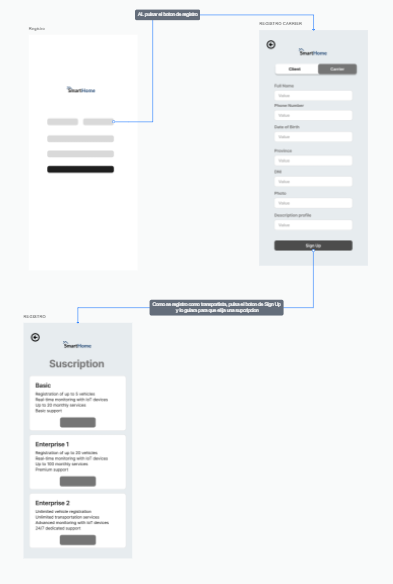 Al pulsar el boton de registro
Registro
SmartHome
REGISTRO CARRIER
SmartHome
Client
Carrier
Full Name
Value
Phone Number
Value
Date of Birth
Value
Province
Value
DNI
Value
Photo
Value
Description profile
Value
Sign Up
Como se registro como transportista, pulsa el boton de Sign Up
y lo guiara para que elija una suscripcion
REGISTRO
SmartHome
Suscription
Basic
Registration of up to 5 vehicles
Real-time monitoring with IoT devices
Up to 50 monthly services
Basic support
Enterprise 1
Registration of up to 20 vehicles
Real-time monitoring with IoT devices
Up to 100 monthly services
Premium support
Enterprise 2
Unlimited vehicle registration
Unlimited transportation services
Advanced monitoring with IoT devices
24/7 dedicated support